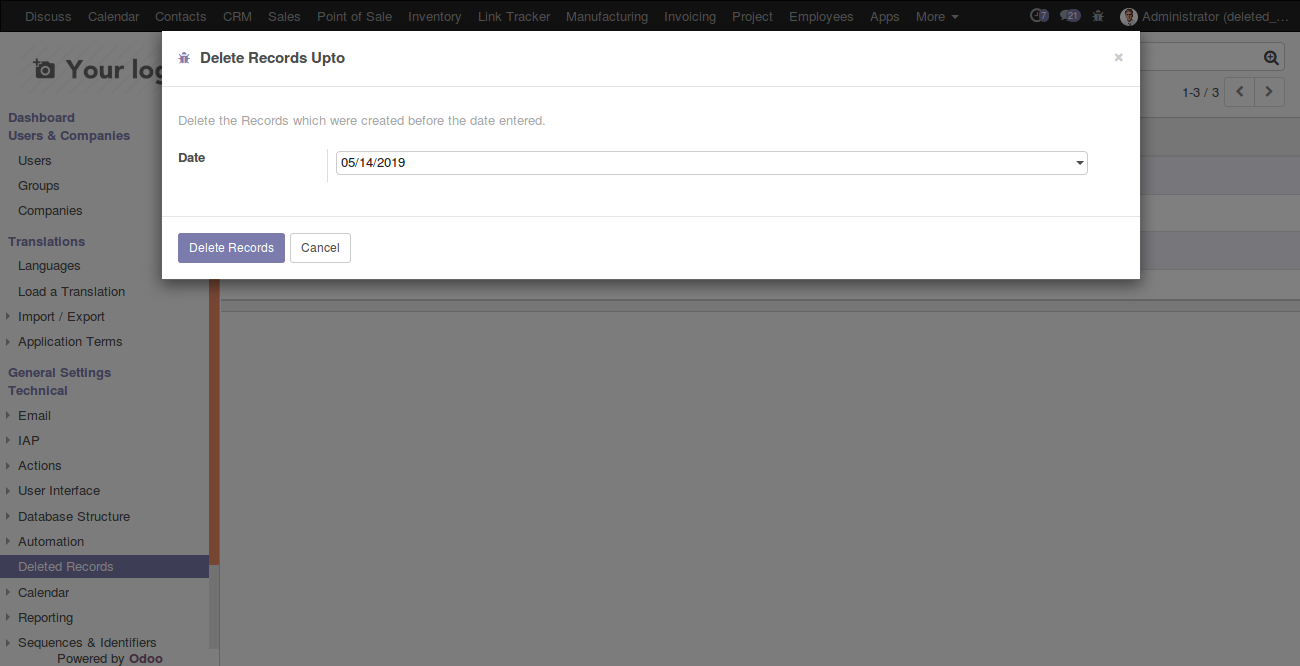 Discuss Calendar Contacts CRM Sales Point of Sale Inventory Link Tracker Manufacturing Invoicing Project Employees Apps More 7 21 Administrator (deleted_...
Delete Records Upto ×
Your log
1-3 / 3
Delete the Records which were created before the date entered.
Date 05/14/2019
Delete Records Cancel
Dashboard
Users & Companies
Users
Groups
Companies
Translations
Languages
Load a Translation
Import / Export
Application Terms
General Settings
Technical
Email
IAP
Actions
User Interface
Database Structure
Automation
Deleted Records
Calendar
Reporting
Sequences & Identifiers
Powered by Odoo